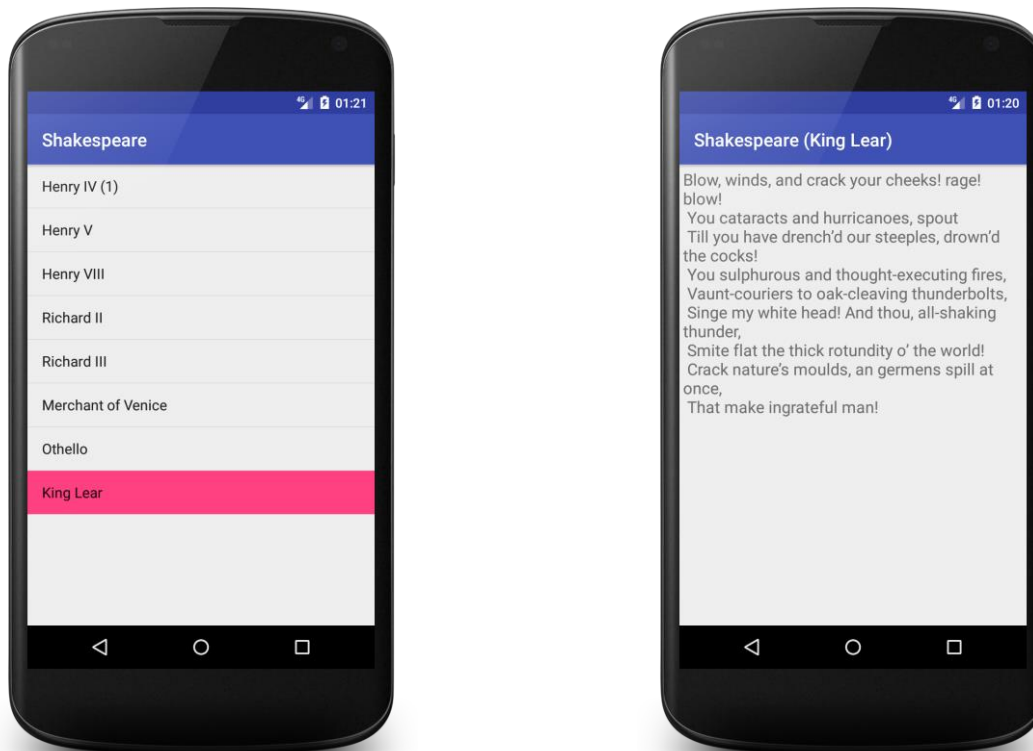 4G 01:21
Shakespeare
Henry IV (1)
Henry V
Henry VIII
Richard II
Richard III
Merchant of Venice
Othello
King Lear
4G 01:20
Shakespeare (King Lear)
Blow, winds, and crack your cheeks! rage!
blow!
You cataracts and hurricanoes, spout
Till you have drench’d our steeples, drown’d
the cocks!
You sulphurous and thought-executing fires,
Vaunt-couriers to oak-cleaving thunderbolts,
Singe my white head! And thou, all-shaking
thunder,
Smite flat the thick rotundity o’ the world!
Crack nature’s moulds, an germens spill at
once,
That make ingrateful man!